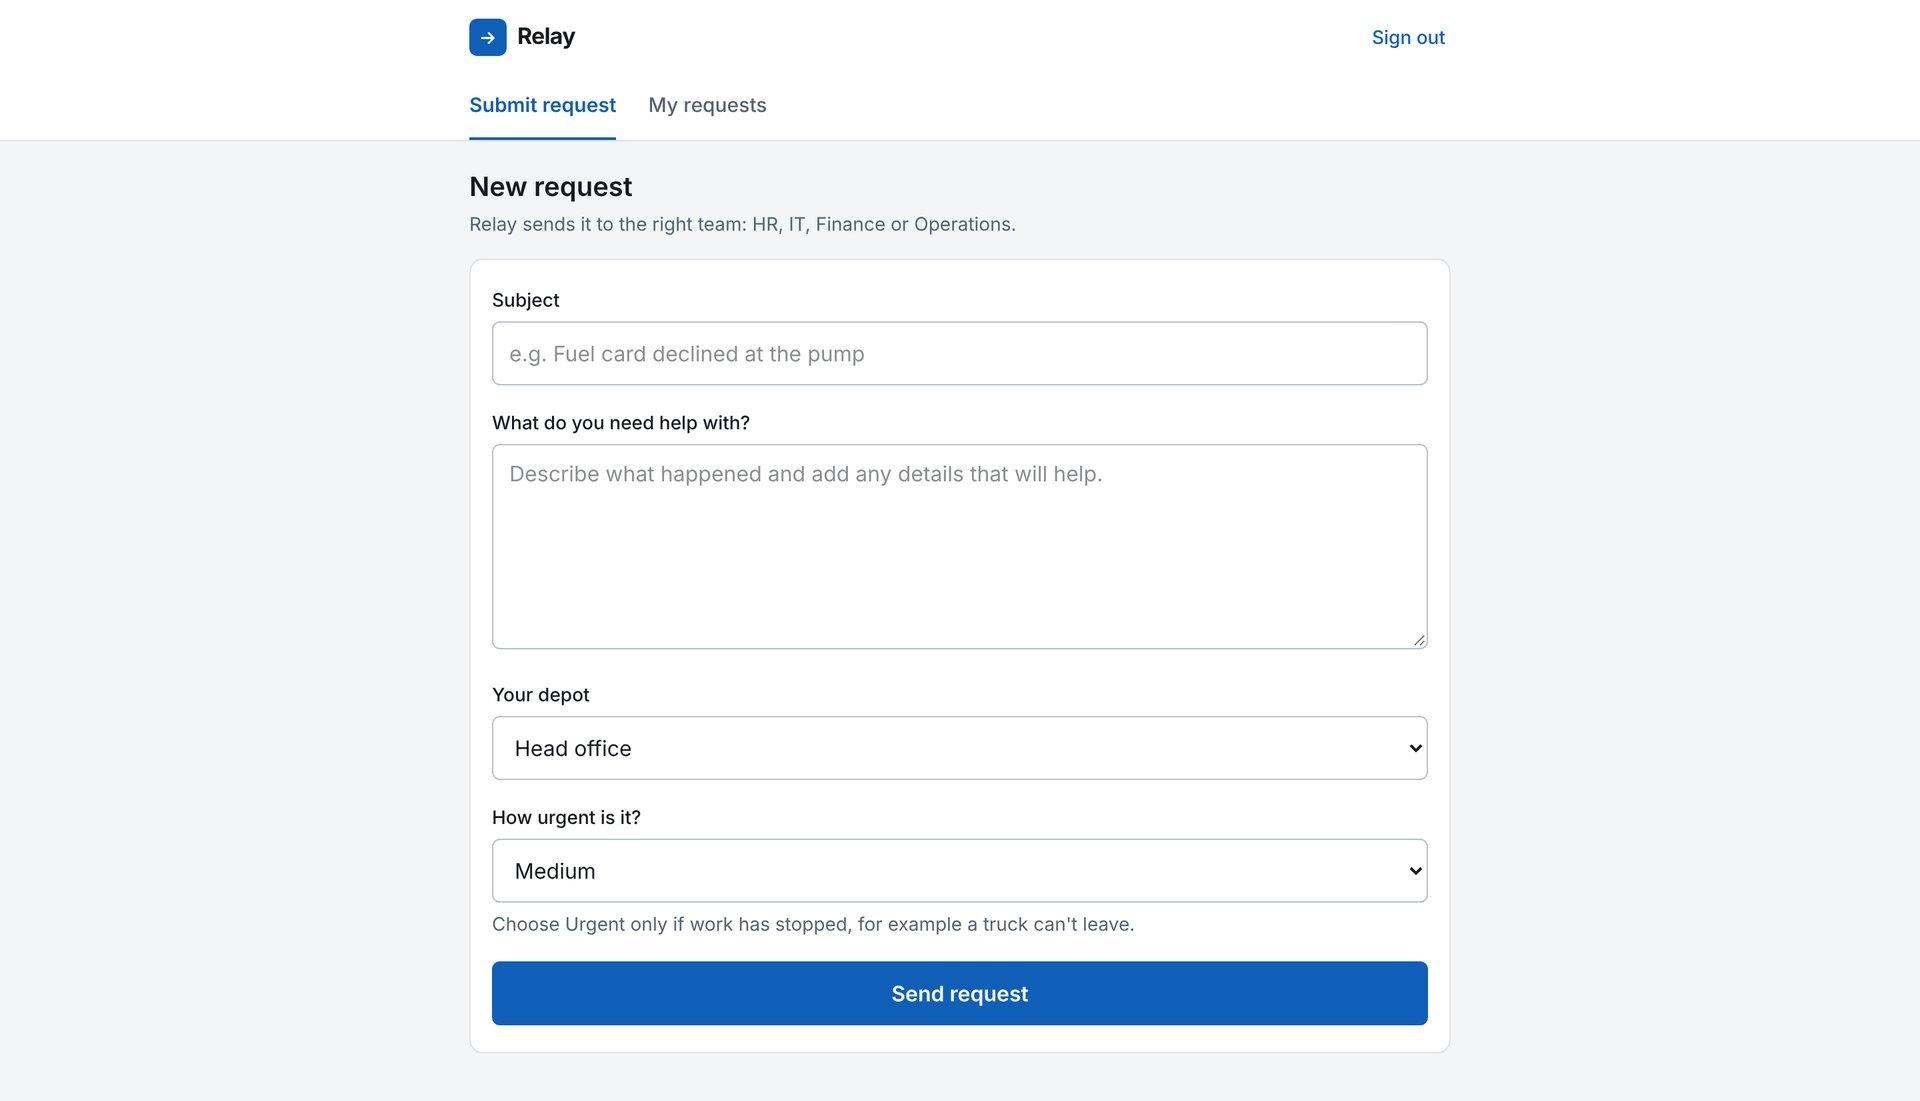 Relay
Sign out
Submit request
My requests
New request
Relay sends it to the right team: HR, IT, Finance or Operations.
Subject
e.g. Fuel card declined at the pump
What do you need help with?
Describe what happened and add any details that will help.
Your depot
Head office
How urgent is it?
Medium
Choose Urgent only if work has stopped, for example a truck can't leave.
Send request